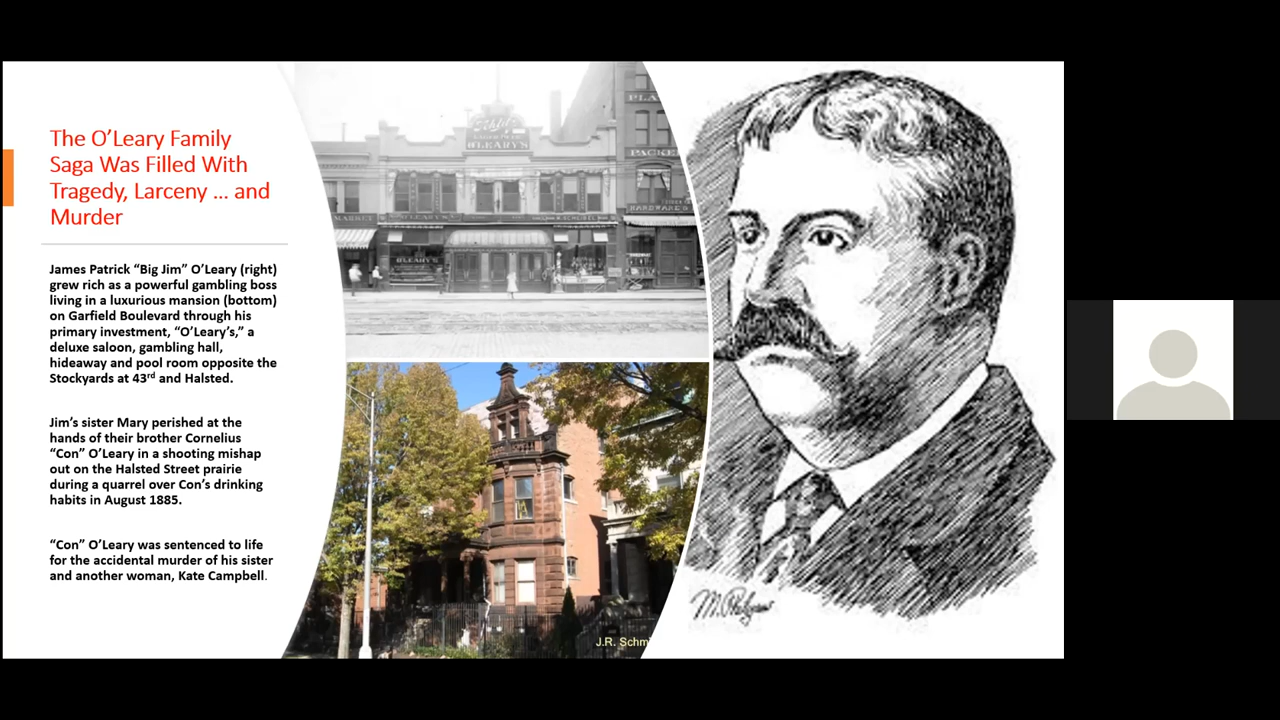 The O’Leary Family
Saga Was Filled With
Tragedy, Larceny ... and
Murder
James Patrick “Big Jim” O’Leary (right)
grew rich as a powerful gambling boss
living in a luxurious mansion (bottom)
on Garfield Boulevard through his
primary investment, “O’Leary’s,” a
deluxe saloon, gambling hall,
hideaway and pool room opposite the
Stockyards at 43rd and Halsted.
Jim’s sister Mary perished at the
hands of their brother Cornelius
“Con” O’Leary in a shooting mishap
out on the Halsted Street prairie
during a quarrel over Con’s drinking
habits in August 1885.
“Con” O’Leary was sentenced to life
for the accidental murder of his sister
and another woman, Kate Campbell.
O'LEARY'S
PLA
PACKE
MARKET
O'LEARY'S
HARDWARE
J.R. Schm